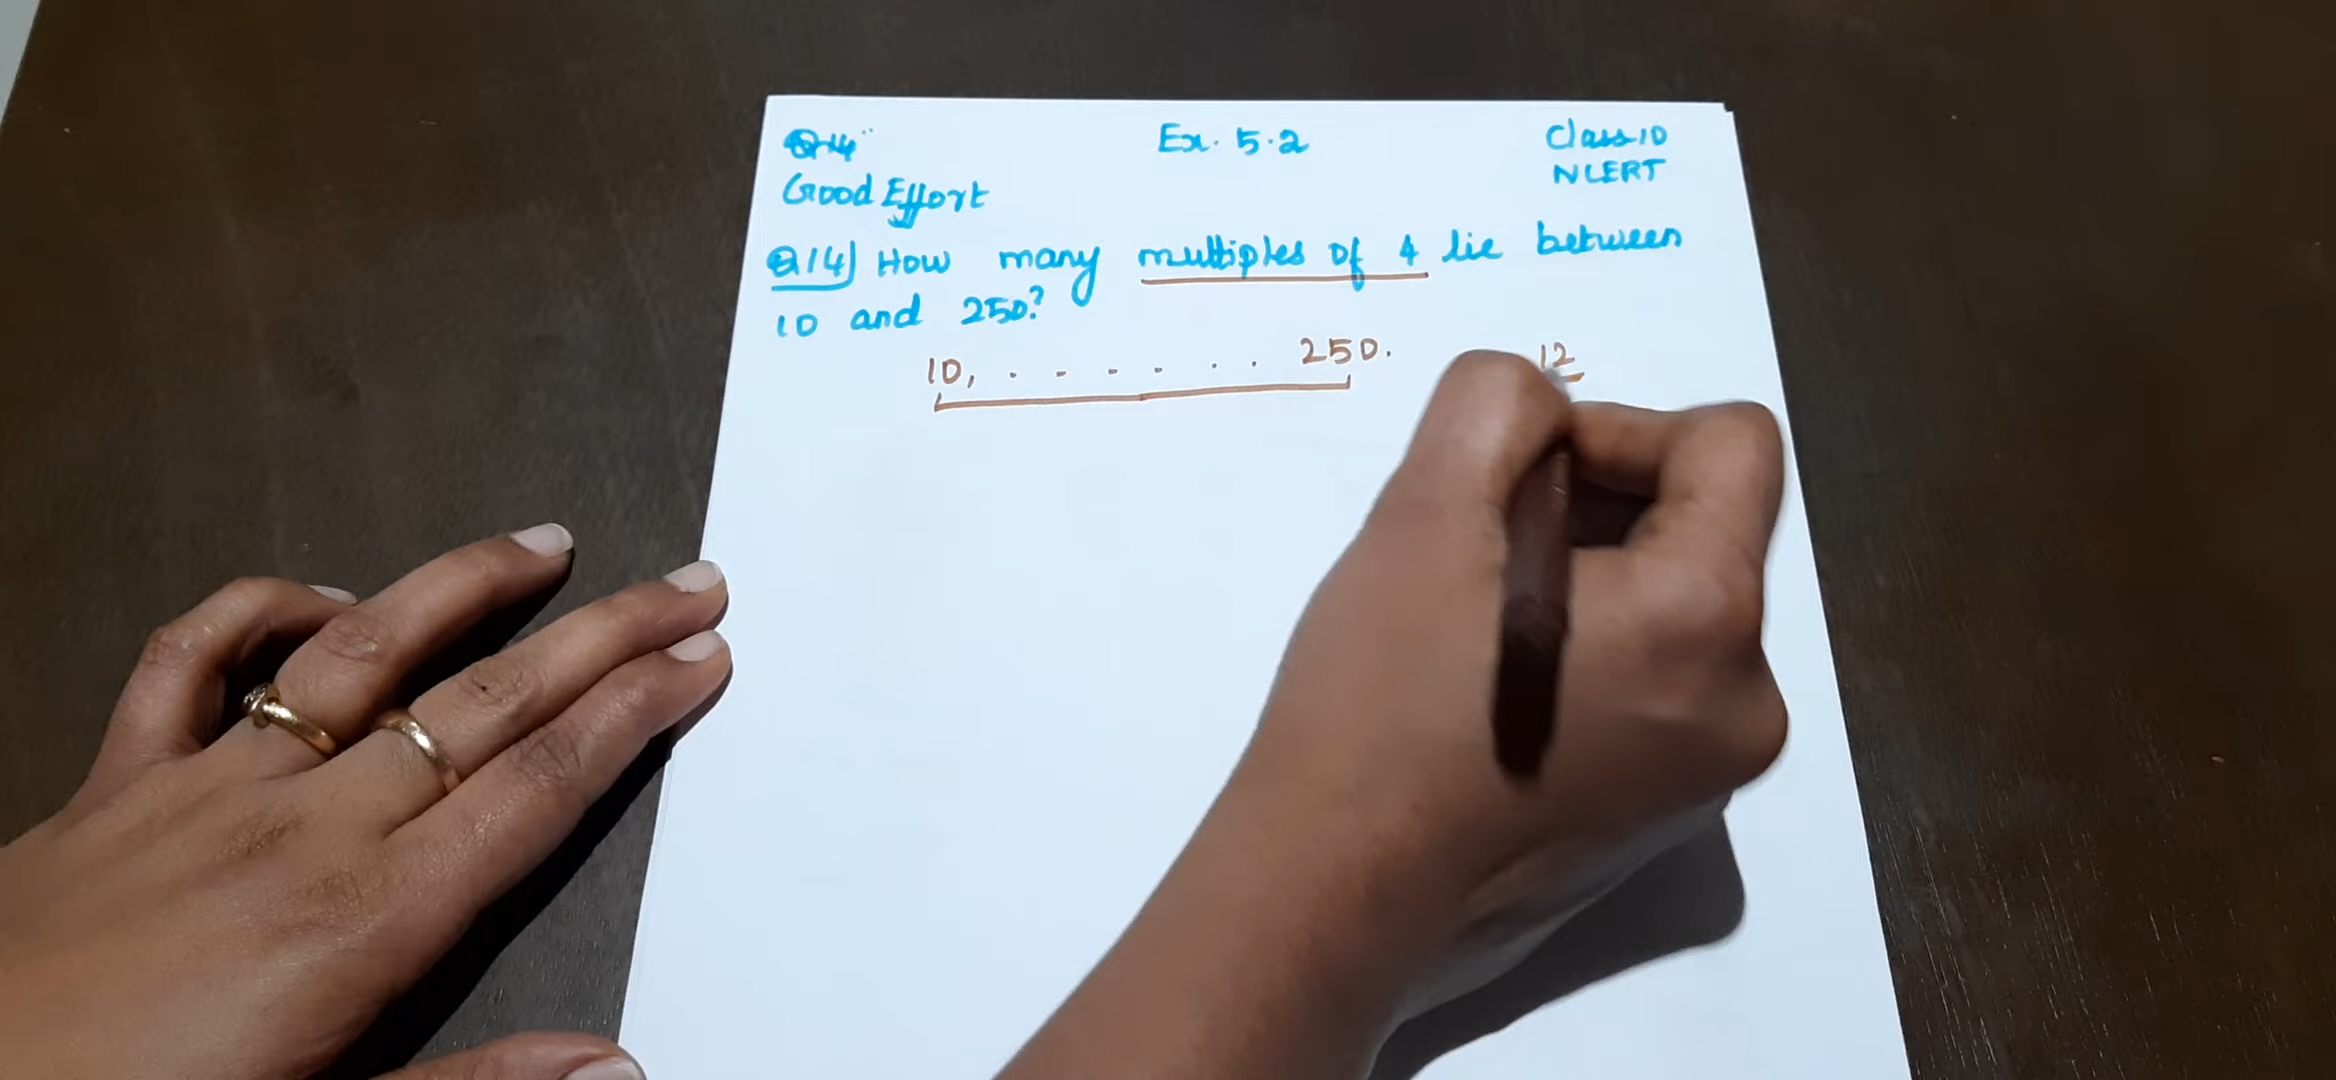 Q14
Ex. 5.2
Class 10
NCERT
Good Effort
Q14) How many multiples of 4 lie between
10 and 250?
10, . . . . . . 250.
12